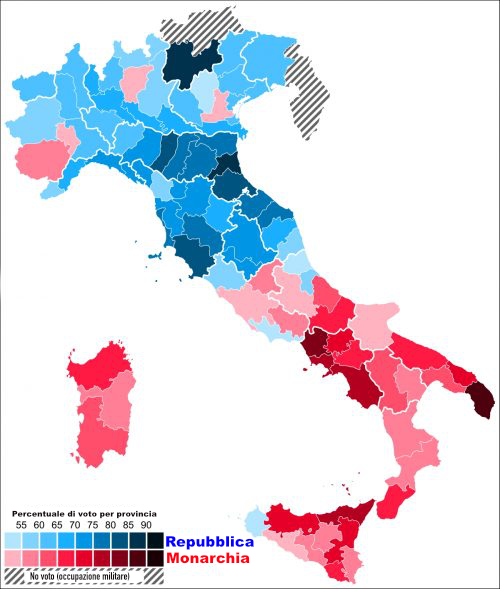 Percentuale di voto per provincia
55 60 65 70 75 80 85 90
Repubblica
Monarchia
No voto (occupazione militare)